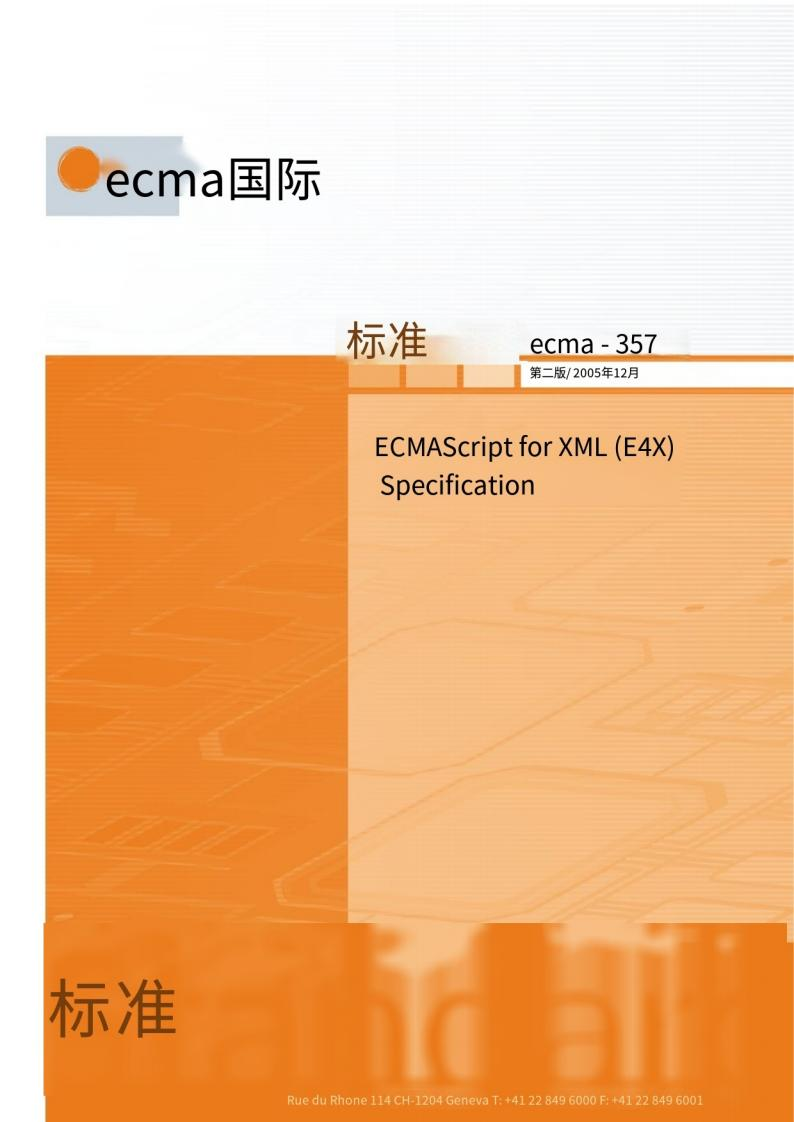 ecma国际
标准
ecma - 357
第二版/ 2005年12月
ECMAScript for XML (E4X)
Specification
标准
Rue du Rhone 114 CH-1204 Geneva T: +41 22 849 6000 F: +41 22 849 6001